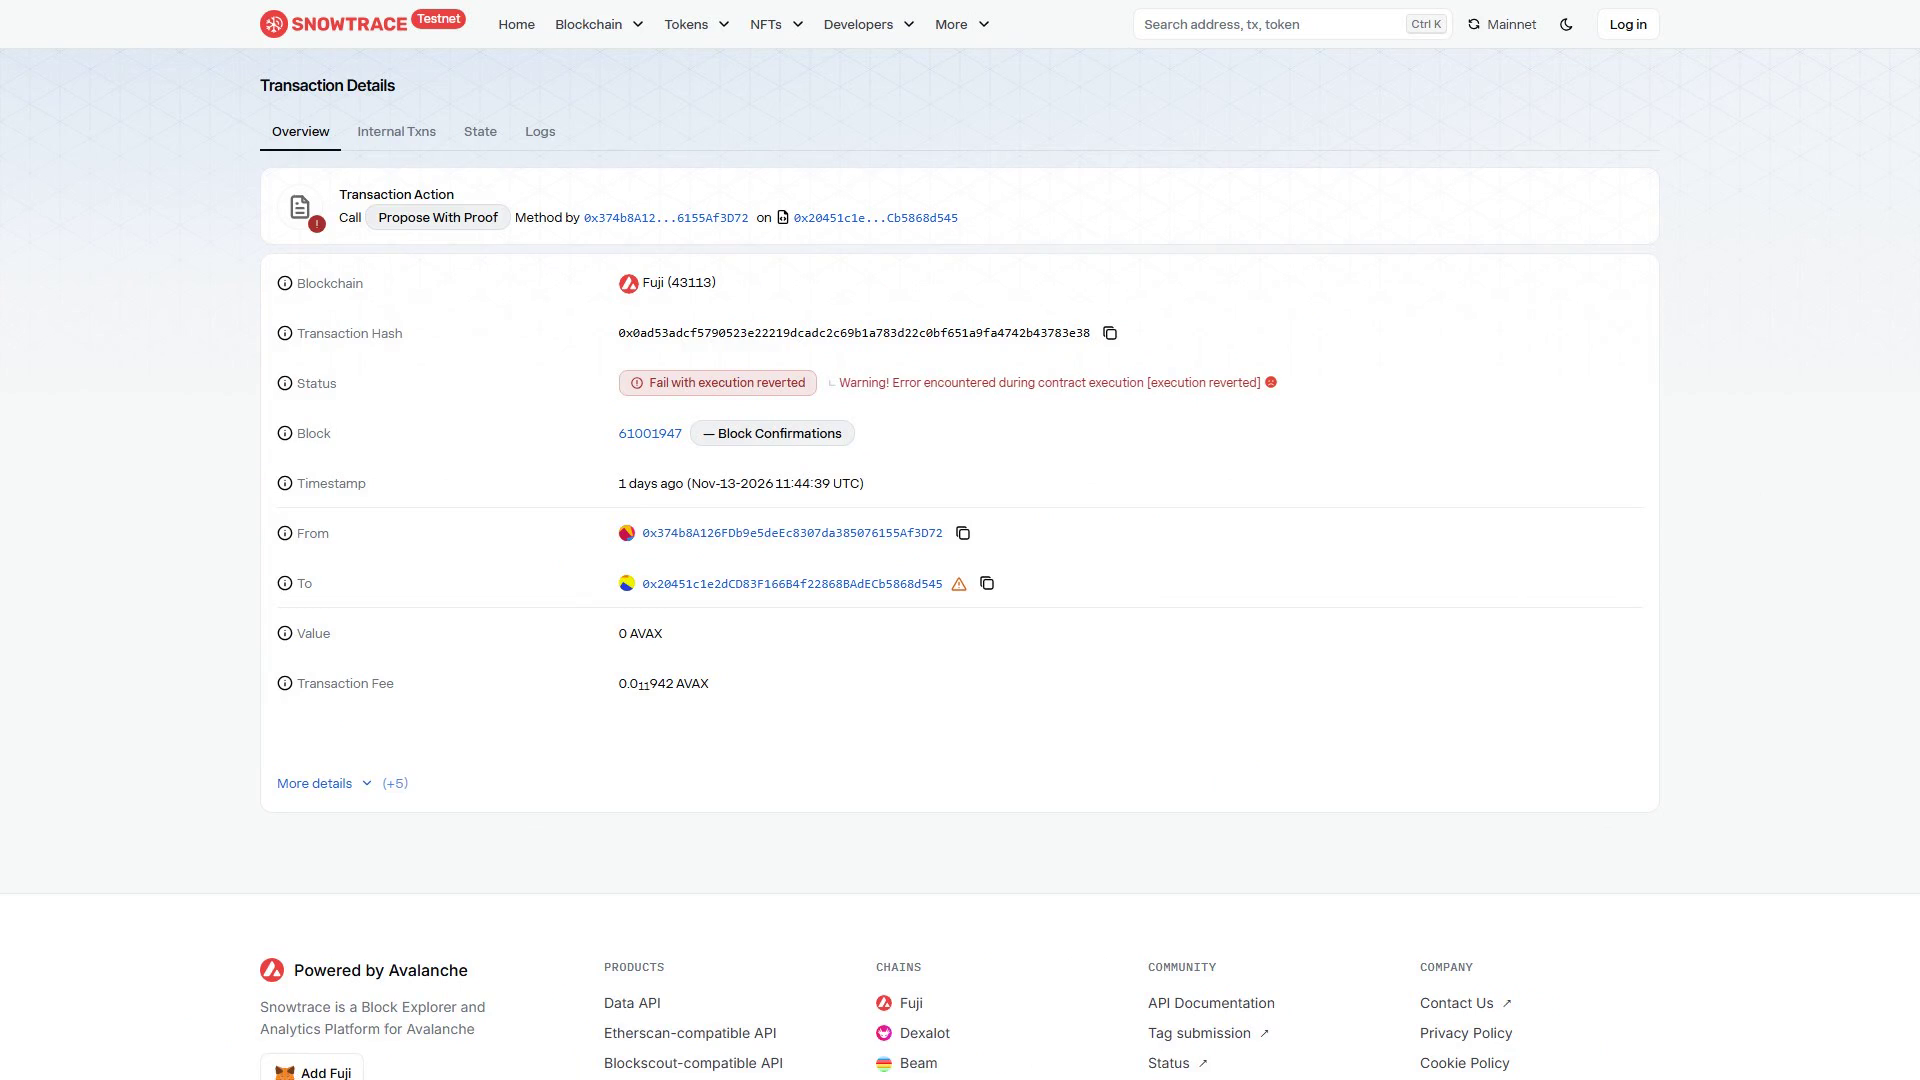 SNOWTRACE Testnet Home Blockchain Tokens NFTs Developers More Search address, tx, token Ctrl K Mainnet Log in
Transaction Details
Overview Internal Txns State Logs
Transaction Action
Call Propose With Proof Method by 0x374b8A12...6155Af3D72 on 0x20451c1e...Cb5868d545
Blockchain Fuji (43113)
Transaction Hash 0x0ad53adcf5790523e22219dcadc2c69b1a783d22c0bf651a9fa4742b43783e38
Status Fail with execution reverted Warning! Error encountered during contract execution [execution reverted]
Block 61001947 — Block Confirmations
Timestamp 1 days ago (Nov-13-2026 11:44:39 UTC)
From 0x374b8A126FDb9e5deEc8307da385076155Af3D72
To 0x20451c1e2dCD83F166B4f22868BAdECb5868d545
Value 0 AVAX
Transaction Fee 0.0₁₁942 AVAX
More details (+5)
Powered by Avalanche
Snowtrace is a Block Explorer and
Analytics Platform for Avalanche
Add Fuji
PRODUCTS
Data API
Etherscan-compatible API
Blockscout-compatible API
CHAINS
Fuji
Dexalot
Beam
COMMUNITY
API Documentation
Tag submission ↗
Status ↗
COMPANY
Contact Us ↗
Privacy Policy
Cookie Policy